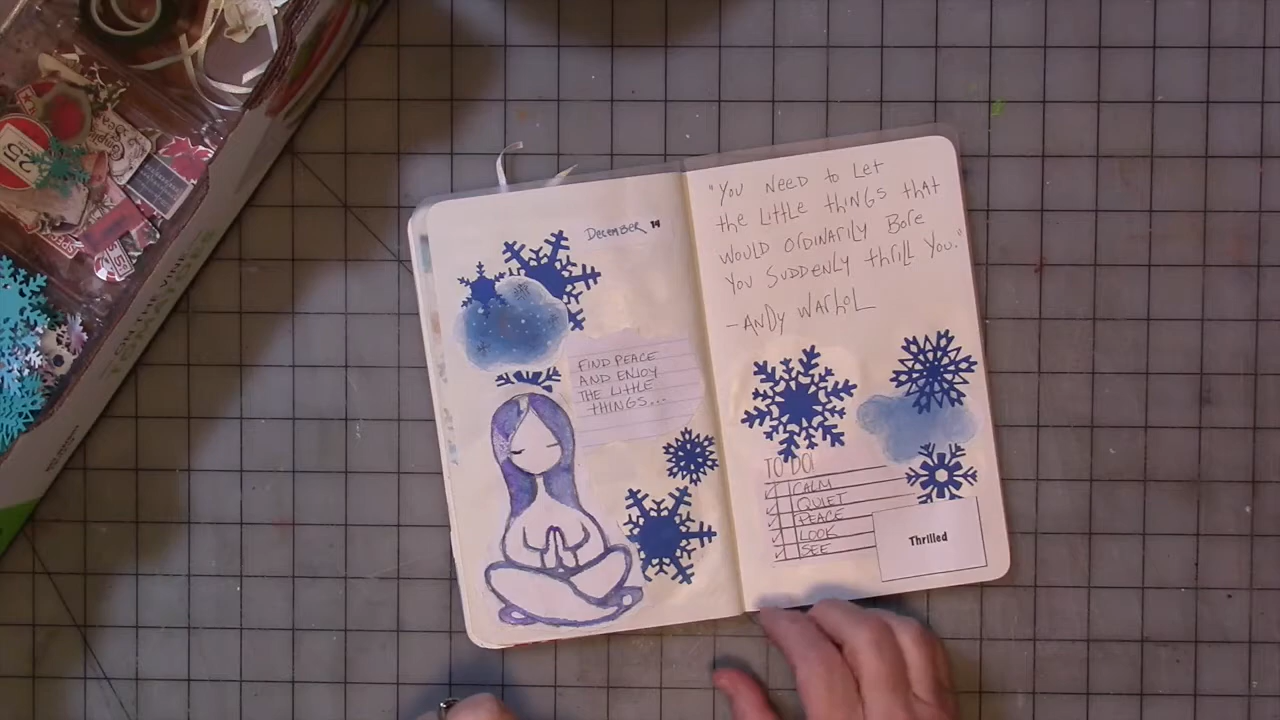 December 14
FIND PEACE
AND ENJOY
THE LITTLE
THINGS...
"You NEED to Let
the Little things that
would ordinarily Bore
You Suddenly thrill You."
- ANDY WARHOL
TO DO:
CALM
QUIET
PEACE
LOOK
SEE
Thrilled
25